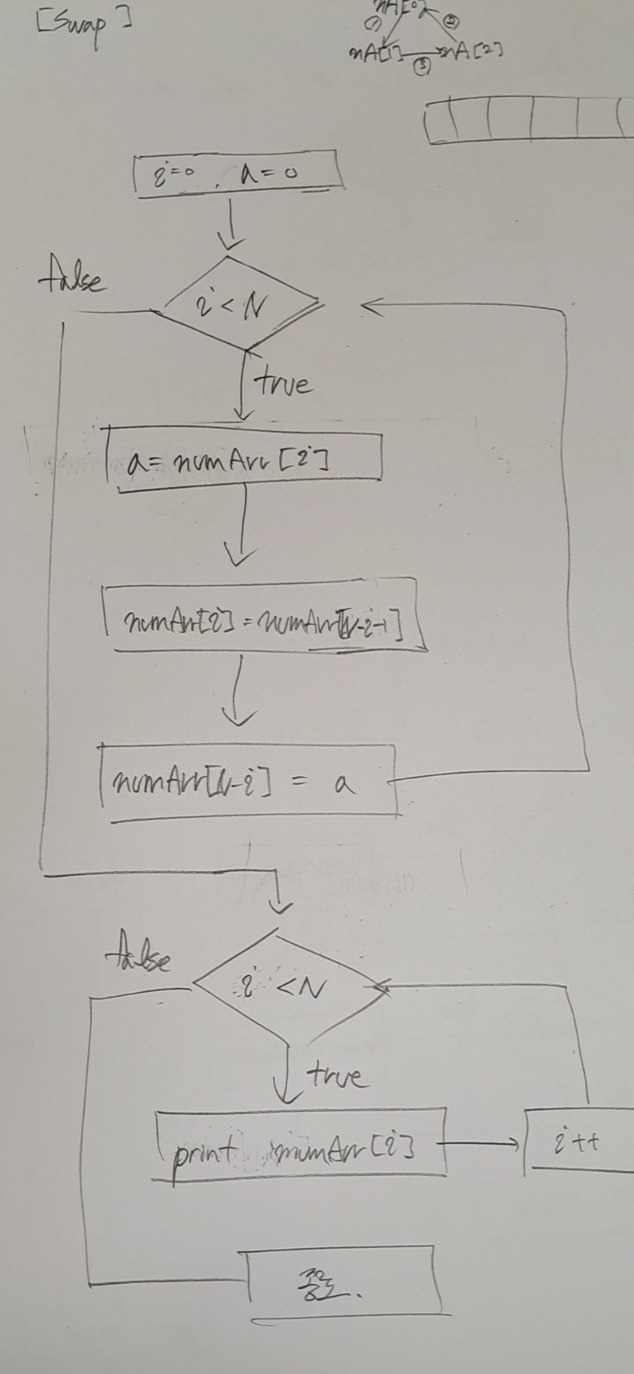 [Swap]
nA[0]
① ②
nA[1] nA[2]
③
i=0, a=0
false
i<N
true
a= numArr[i]
numArr[i]=numArr[N-i-1]
numArr[N-i] = a
false
i<N
true
print numArr[i]
i++
종료.